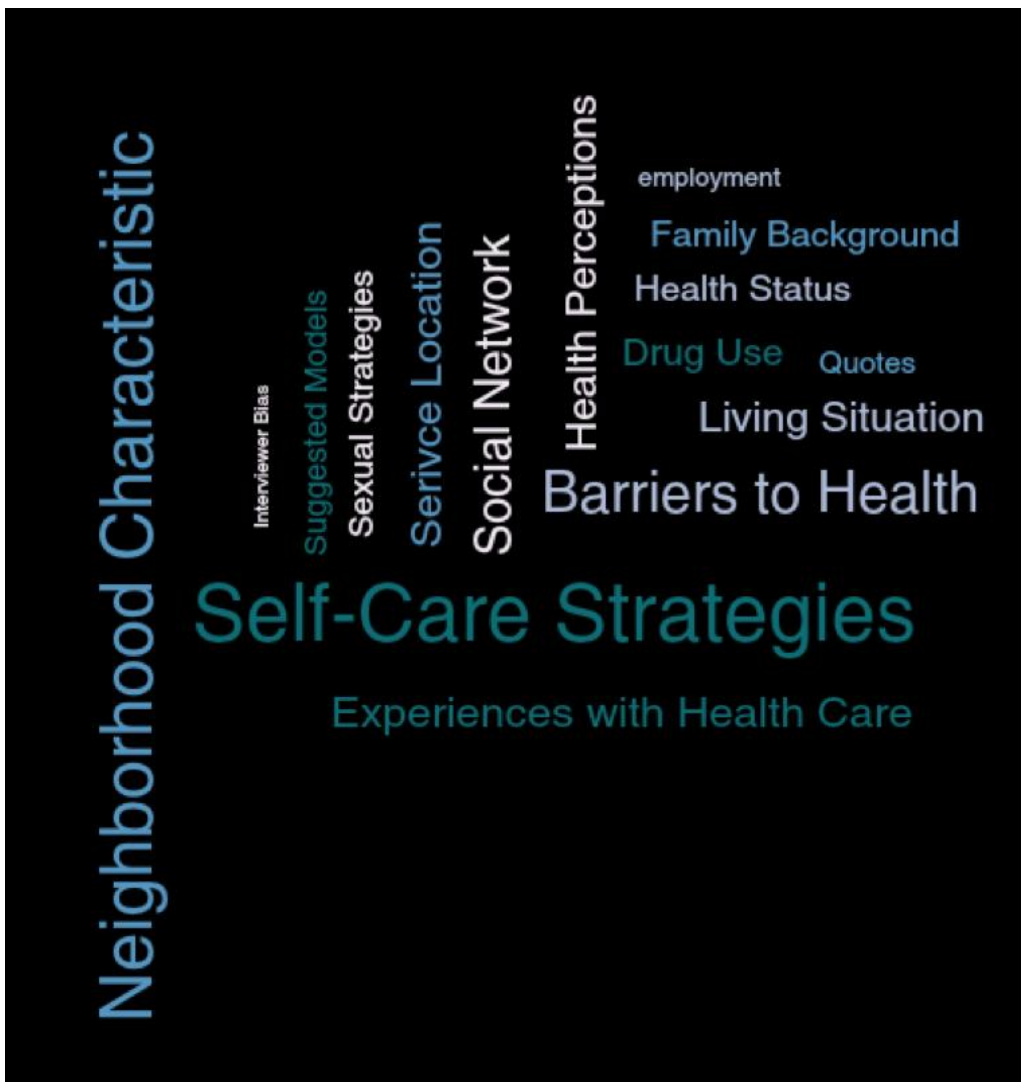 Neighborhood Characteristic
Interviewer Bias
Suggested Models
Sexual Strategies
Serivce Location
Social Network
Health Perceptions
employment
Family Background
Health Status
Drug Use
Quotes
Living Situation
Barriers to Health
Self-Care Strategies
Experiences with Health Care